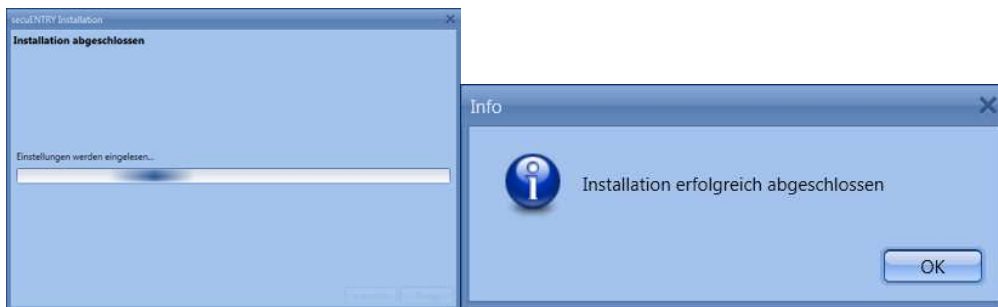 secuENTRY Installation
Installation abgeschlossen
Einstellungen werden eingelesen...
Info
Installation erfolgreich abgeschlossen
OK